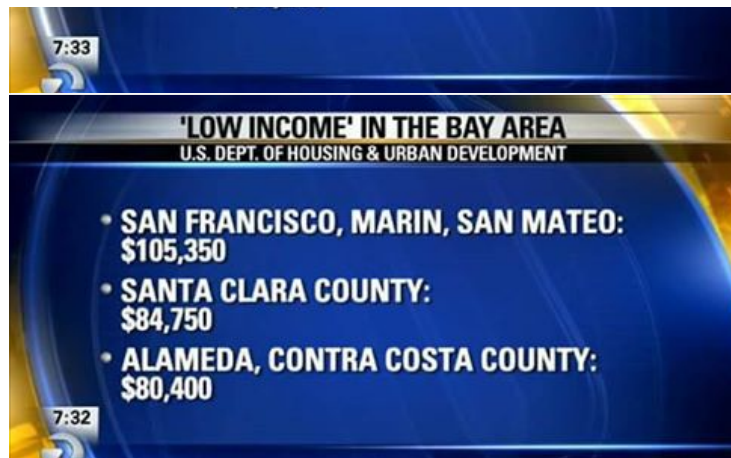 7:33
'LOW INCOME' IN THE BAY AREA
U.S. DEPT. OF HOUSING & URBAN DEVELOPMENT
• SAN FRANCISCO, MARIN, SAN MATEO:
$105,350
• SANTA CLARA COUNTY:
$84,750
• ALAMEDA, CONTRA COSTA COUNTY:
$80,400
7:32